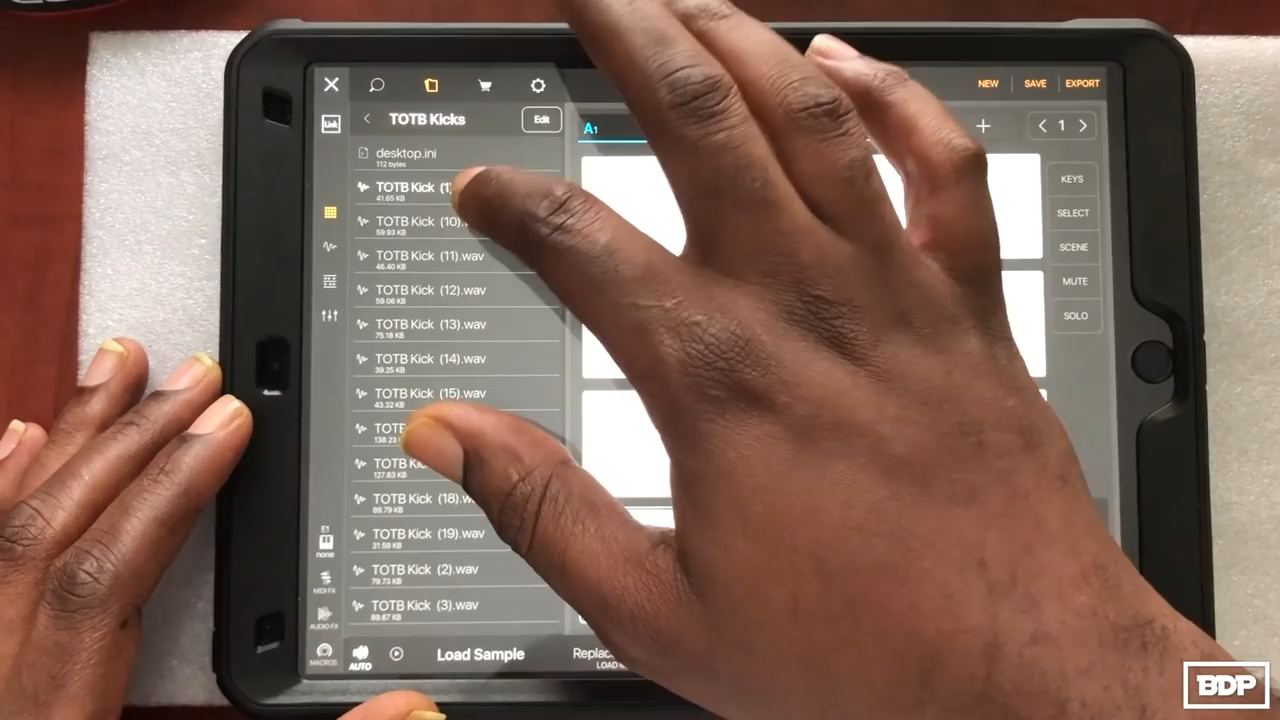 NEW
SAVE
EXPORT
Link
TOTB Kicks
Edit
desktop.ini
112 bytes
TOTB Kick (1)
41.65 KB
TOTB Kick (10).
59.93 KB
TOTB Kick (11).wav
46.40 KB
TOTB Kick (12).wav
59.06 KB
TOTB Kick (13).wav
75.18 KB
TOTB Kick (14).wav
39.25 KB
TOTB Kick (15).wav
43.32 KB
TOTB
138.23
TOTB K
127.83 KB
TOTB Kick (18).w
89.79 KB
TOTB Kick (19).wav
31.59 KB
TOTB Kick (2).wav
79.73 KB
TOTB Kick (3).wav
89.67 KB
A1
1
KEYS
SELECT
SCENE
MUTE
SOLO
E1
none
MIDI FX
AUDIO FX
MACROS
AUTO
Load Sample
Replac
LOAD
BDP